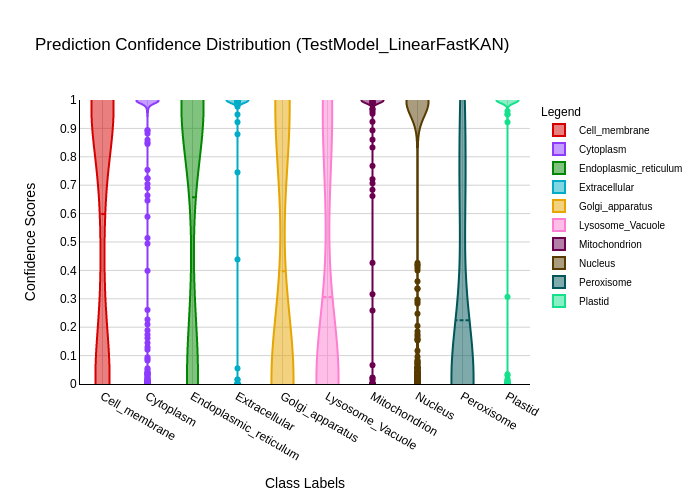 Prediction Confidence Distribution (TestModel_LinearFastKAN)
Confidence Scores
1
0.9
0.8
0.7
0.6
0.5
0.4
0.3
0.2
0.1
0
Cell_membrane
Cytoplasm
Endoplasmic_reticulum
Extracellular
Golgi_apparatus
Lysosome_Vacuole
Mitochondrion
Nucleus
Peroxisome
Plastid
Class Labels
Legend
Cell_membrane
Cytoplasm
Endoplasmic_reticulum
Extracellular
Golgi_apparatus
Lysosome_Vacuole
Mitochondrion
Nucleus
Peroxisome
Plastid